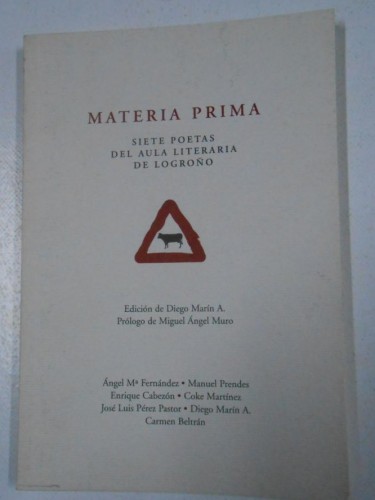 MATERIA PRIMA
SIETE POETAS
DEL AULA LITERARIA
DE LOGROÑO
Edición de Diego Marín A.
Prólogo de Miguel Ángel Muro
Ángel Mª Fernández • Manuel Prendes
Enrique Cabezón • Coke Martínez
José Luis Pérez Pastor • Diego Marín A.
Carmen Beltrán